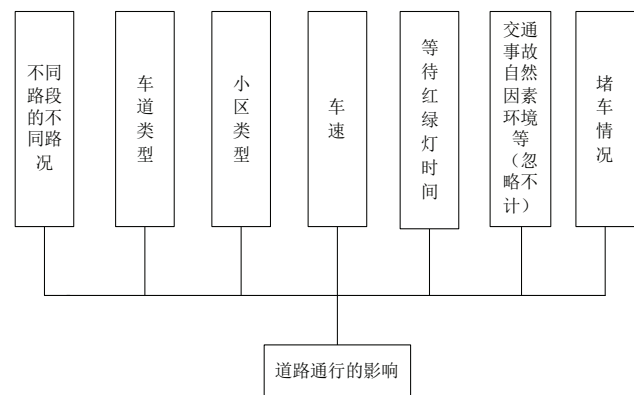 不同
路段
的不
同路
况
车
道
类
型
小
区
类
型
车
速
等
待
红
绿
灯
时
间
交通
事故
自然
因素
环境
等
（忽
略不
计）
堵
车
情
况
道路通行的影响